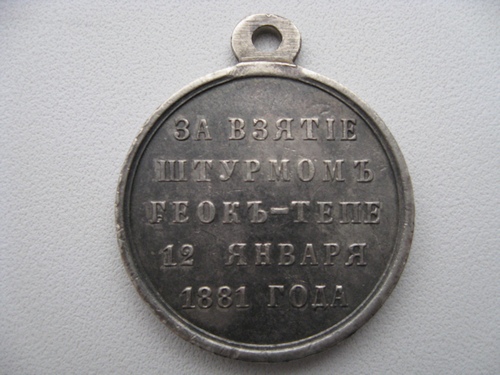 ЗА ВЗЯТІЕ
ШТУРМОМЪ
ГЕОКЪ-ТЕПЕ
12 ЯНВАРЯ
1881 ГОДА